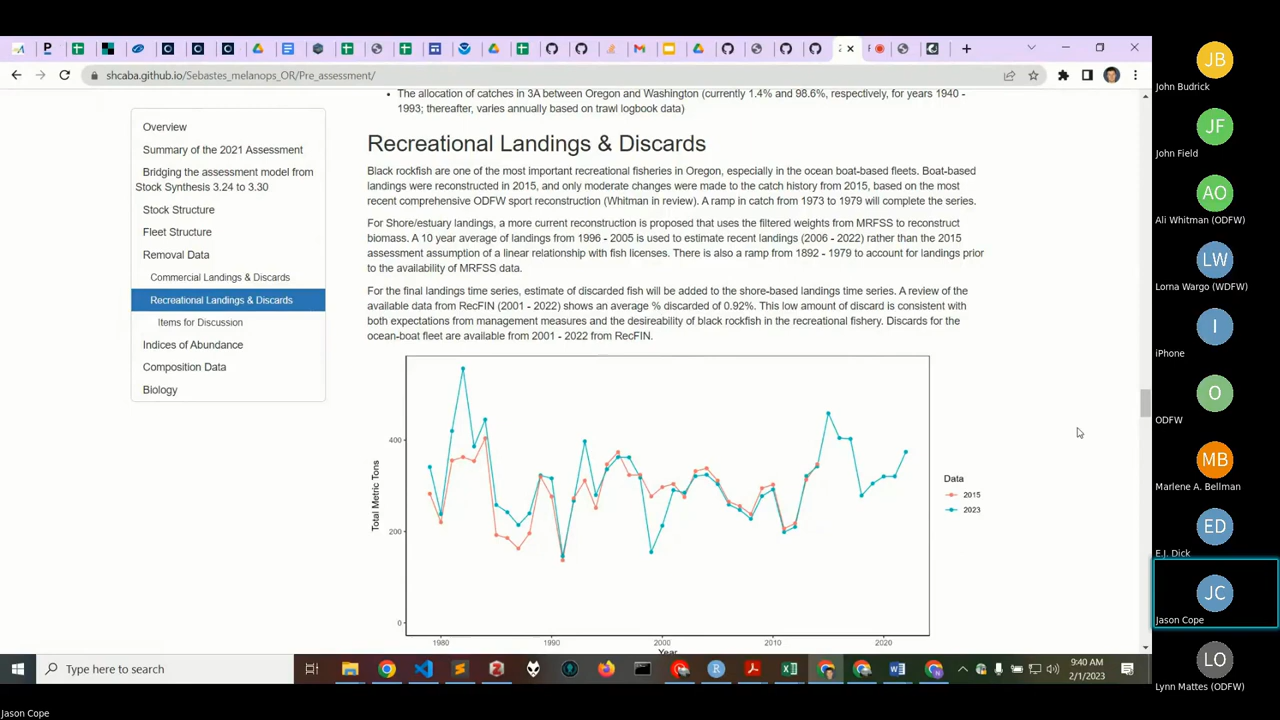 shcaba.github.io/Sebastes_melanops_OR/Pre_assessment/
• The allocation of catches in 3A between Oregon and Washington (currently 1.4% and 98.6%, respectively, for years 1940 -
1993; thereafter, varies annually based on trawl logbook data)
Overview
Summary of the 2021 Assessment
Bridging the assessment model from
Stock Synthesis 3.24 to 3.30
Stock Structure
Fleet Structure
Removal Data
Commercial Landings & Discards
Recreational Landings & Discards
Items for Discussion
Indices of Abundance
Composition Data
Biology
Recreational Landings & Discards
Black rockfish are one of the most important recreational fisheries in Oregon, especially in the ocean boat-based fleets. Boat-based
landings were reconstructed in 2015, and only moderate changes were made to the catch history from 2015, based on the most
recent comprehensive ODFW sport reconstruction (Whitman in review). A ramp in catch from 1973 to 1979 will complete the series.
For Shore/estuary landings, a more current reconstruction is proposed that uses the filtered weights from MRFSS to reconstruct
biomass. A 10 year average of landings from 1996 - 2005 is used to estimate recent landings (2006 - 2022) rather than the 2015
assessment assumption of a linear relationship with fish licenses. There is also a ramp from 1892 - 1979 to account for landings prior
to the availability of MRFSS data.
For the final landings time series, estimate of discarded fish will be added to the shore-based landings time series. A review of the
available data from RecFIN (2001 - 2022) shows an average % discarded of 0.92%. This low amount of discard is consistent with
both expectations from management measures and the desireability of black rockfish in the recreational fishery. Discards for the
ocean-boat fleet are available from 2001 - 2022 from RecFIN.
Total Metric Tons
400
200
0
1980
1990
2000
2010
2020
Year
Data
2015
2023
JB
John Budrick
JF
John Field
AO
Ali Whitman (ODFW)
LW
Lorna Wargo (WDFW)
I
iPhone
O
ODFW
MB
Marlene A. Bellman
ED
E.J. Dick
JC
Jason Cope
LO
Lynn Mattes (ODFW)
Type here to search
9:40 AM
2/1/2023
Jason Cope